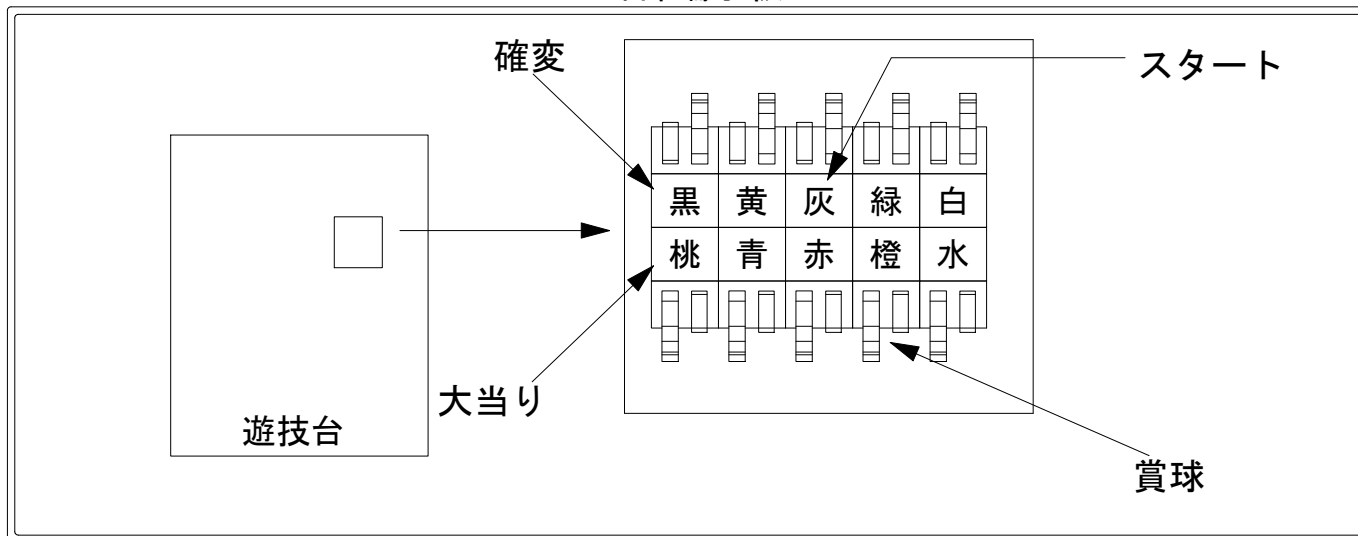 確変
スタート
黒 黄 灰 緑 白
桃 青 赤 橙 水
大当り
遊技台
賞球